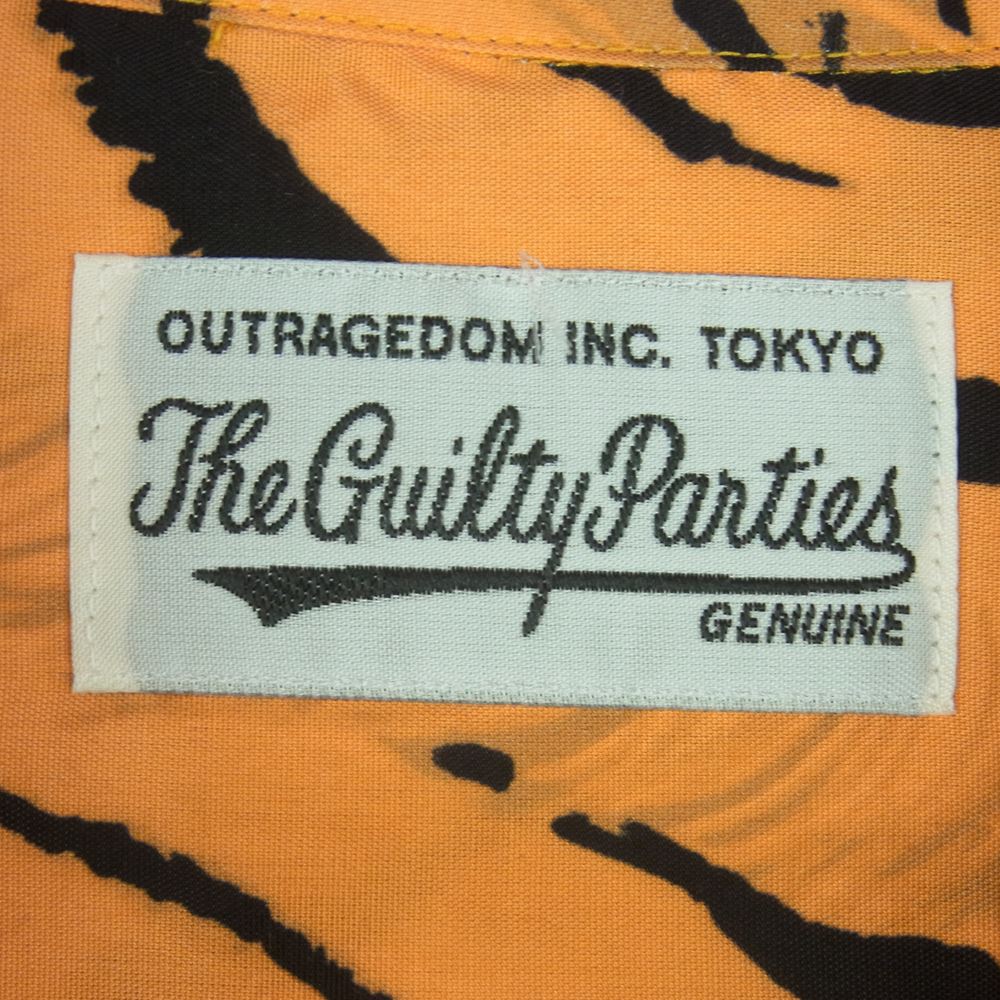 OUTRAGEDOM INC. TOKYO
The Guilty Parties
GENUINE